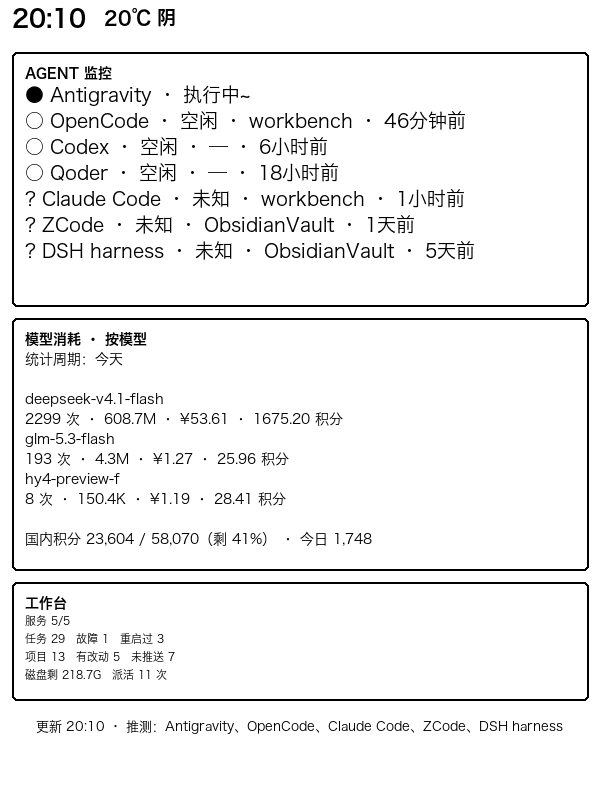 20:10 20℃ 阴
AGENT 监控
● Antigravity · 执行中~
○ OpenCode · 空闲 · workbench · 46分钟前
○ Codex · 空闲 · — · 6小时前
○ Qoder · 空闲 · — · 18小时前
? Claude Code · 未知 · workbench · 1小时前
? ZCode · 未知 · ObsidianVault · 1天前
? DSH harness · 未知 · ObsidianVault · 5天前
模型消耗 · 按模型
统计周期：今天
deepseek-v4.1-flash
2299 次 · 608.7M · ¥53.61 · 1675.20 积分
glm-5.3-flash
193 次 · 4.3M · ¥1.27 · 25.96 积分
hy4-preview-f
8 次 · 150.4K · ¥1.19 · 28.41 积分
国内积分 23,604 / 58,070（剩 41%） · 今日 1,748
工作台
服务 5/5
任务 29 故障 1 重启过 3
项目 13 有改动 5 未推送 7
磁盘剩 218.7G 派活 11 次
更新 20:10 · 推测：Antigravity、OpenCode、Claude Code、ZCode、DSH harness